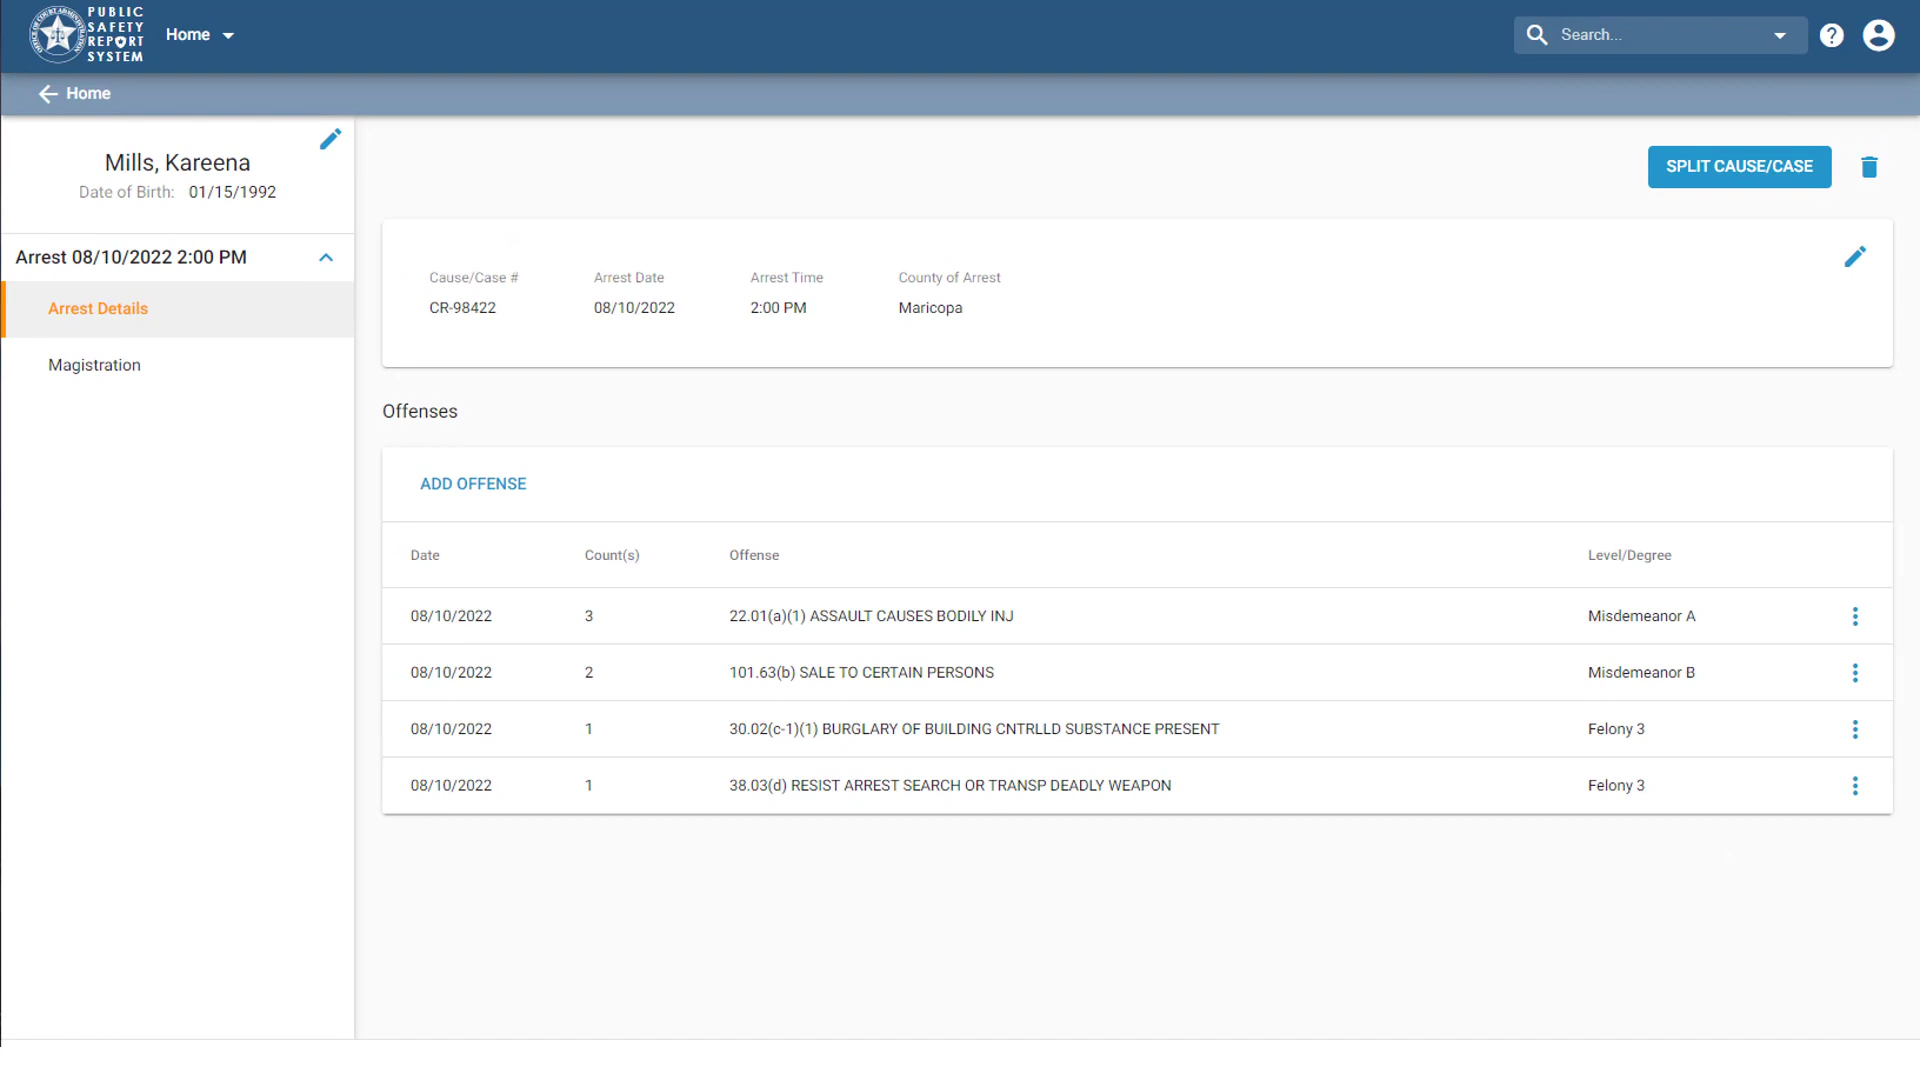 PUBLIC
SAFETY
REPORT
SYSTEM
Home
Search...
Home
Mills, Kareena
Date of Birth: 01/15/1992
Arrest 08/10/2022 2:00 PM
Arrest Details
Magistration
SPLIT CAUSE/CASE
Cause/Case # Arrest Date Arrest Time County of Arrest
CR-98422 08/10/2022 2:00 PM Maricopa
Offenses
ADD OFFENSE
Date Count(s) Offense Level/Degree
08/10/2022 3 22.01(a)(1) ASSAULT CAUSES BODILY INJ Misdemeanor A
08/10/2022 2 101.63(b) SALE TO CERTAIN PERSONS Misdemeanor B
08/10/2022 1 30.02(c-1)(1) BURGLARY OF BUILDING CNTRLLD SUBSTANCE PRESENT Felony 3
08/10/2022 1 38.03(d) RESIST ARREST SEARCH OR TRANSP DEADLY WEAPON Felony 3